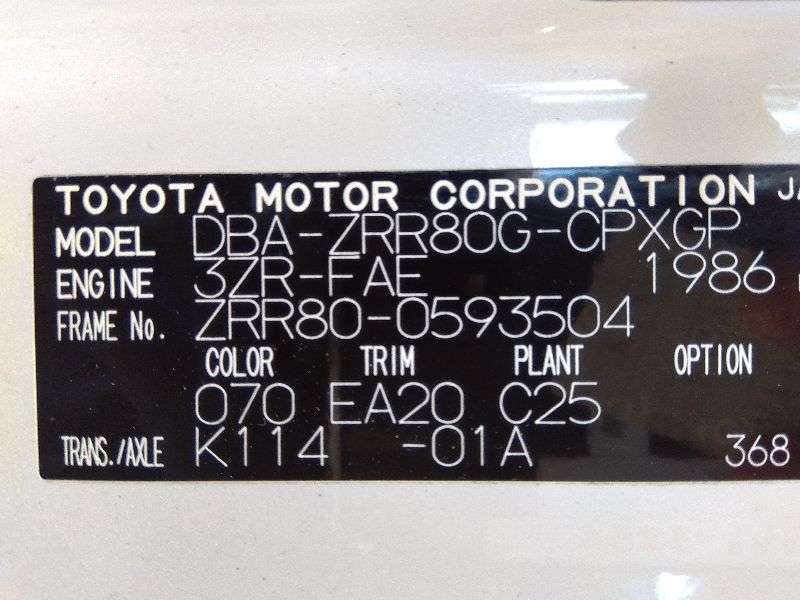 TOYOTA MOTOR CORPORATION JA
MODEL DBA-ZRR80G-CPXGP
ENGINE 3ZR-FAE 1986
FRAME No. ZRR80-0593504
COLOR TRIM PLANT OPTION
070 EA20 C25
TRANS./AXLE K114 -01A 368